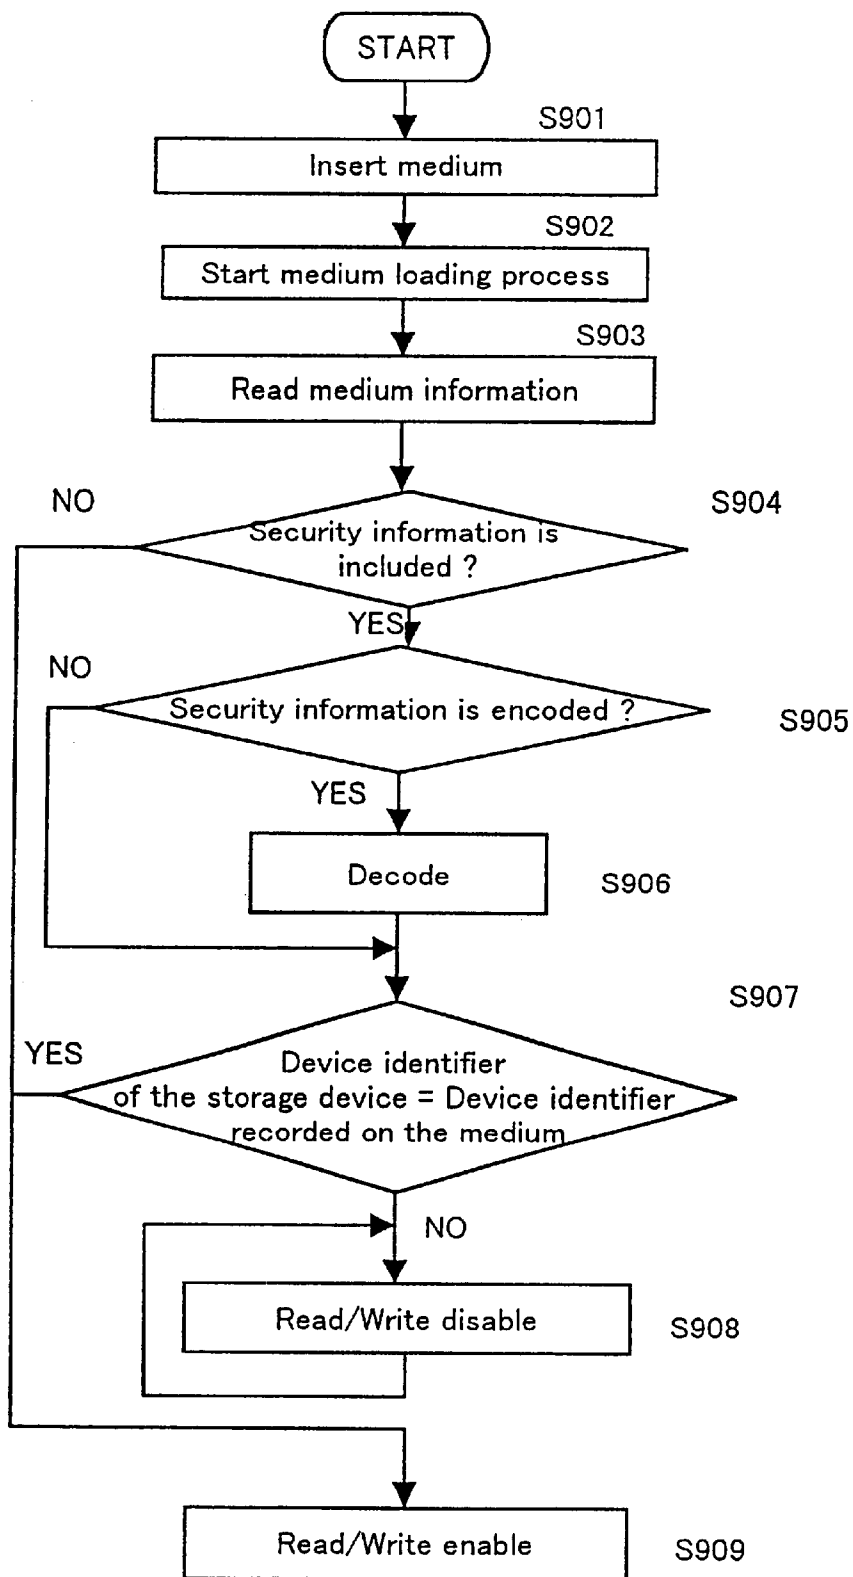 START
S901
Insert medium
S902
Start medium loading process
S903
Read medium information
NO
S904
Security information is
included ?
YES
NO
Security information is encoded ?
S905
YES
Decode
S906
S907
YES
Device identifier
of the storage device = Device identifier
recorded on the medium
NO
Read/Write disable
S908
Read/Write enable
S909